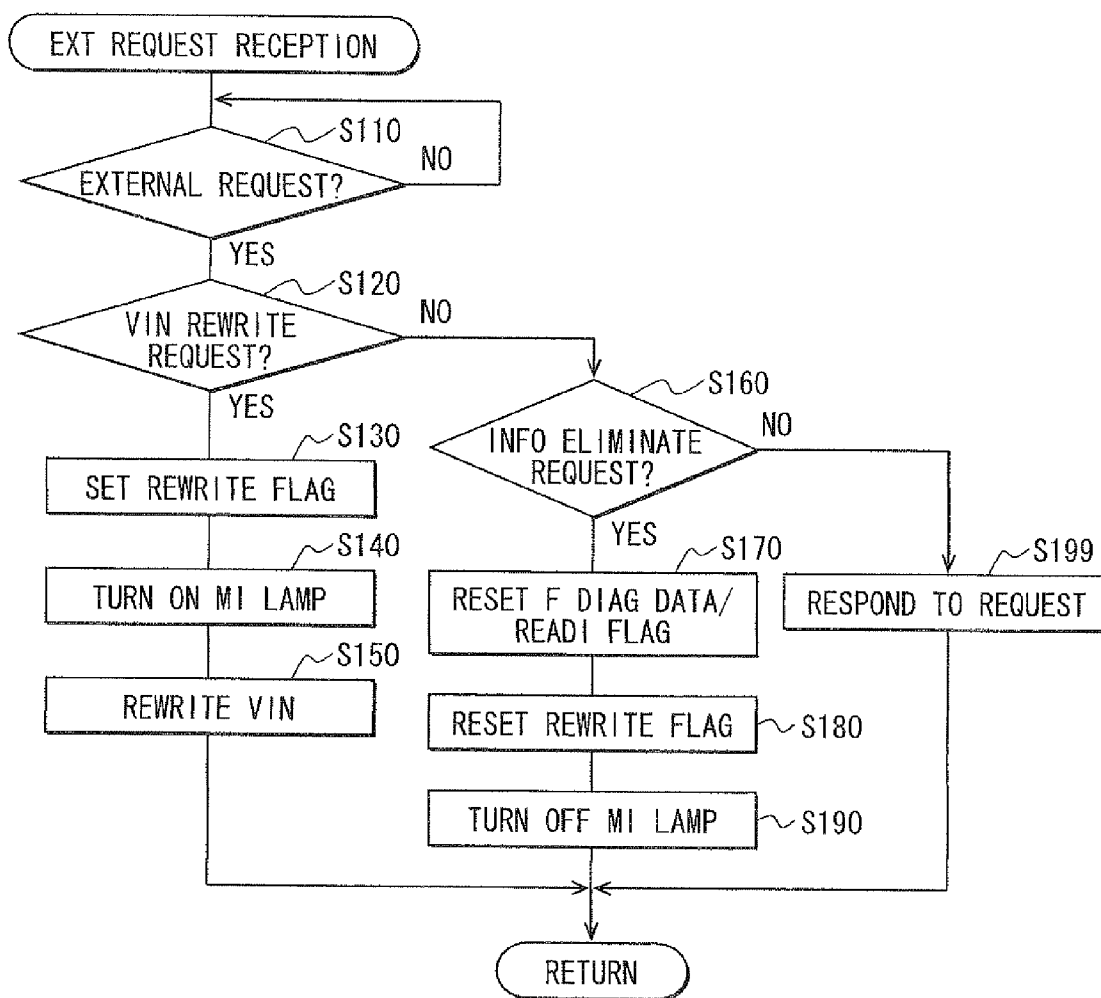 EXT REQUEST RECEPTION
S110
EXTERNAL REQUEST?
NO
YES
S120
VIN REWRITE
REQUEST?
NO
YES
S160
INFO ELIMINATE
REQUEST?
NO
YES
S130
SET REWRITE FLAG
S140
TURN ON MI LAMP
S150
REWRITE VIN
S170
RESET F DIAG DATA/
READI FLAG
S199
RESPOND TO REQUEST
RESET REWRITE FLAG
S180
TURN OFF MI LAMP
S190
RETURN